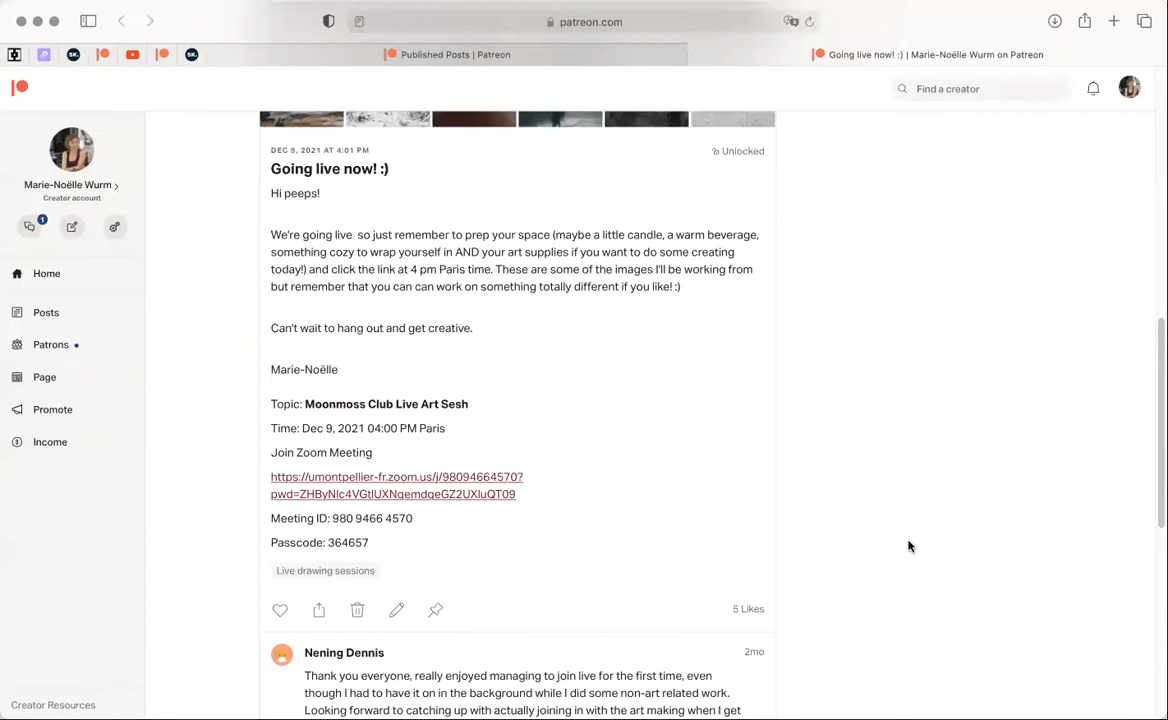 patreon.com
Published Posts | Patreon
Going live now! :) | Marie-Noëlle Wurm on Patreon
Find a creator
Marie-Noëlle Wurm
Creator account
1
Home
Posts
Patrons
Page
Promote
Income
Creator Resources
DEC 9, 2021 AT 4:01 PM
Unlocked
Going live now! :)
Hi peeps!
We're going live so just remember to prep your space (maybe a little candle, a warm beverage,
something cozy to wrap yourself in AND your art supplies if you want to do some creating
today!) and click the link at 4 pm Paris time. These are some of the images I'll be working from
but remember that you can can work on something totally different if you like! :)
Can't wait to hang out and get creative.
Marie-Noëlle
Topic: Moonmoss Club Live Art Sesh
Time: Dec 9, 2021 04:00 PM Paris
Join Zoom Meeting
https://umontpellier-fr.zoom.us/j/98094664570?
Meeting ID: 980 9466 4570
Passcode: 364657
Live drawing sessions
5 Likes
Nening Dennis
2mo
Thank you everyone, really enjoyed managing to join live for the first time, even
though I had to have it on in the background while I did some non-art related work.
Looking forward to catching up with actually joining in with the art making when I get